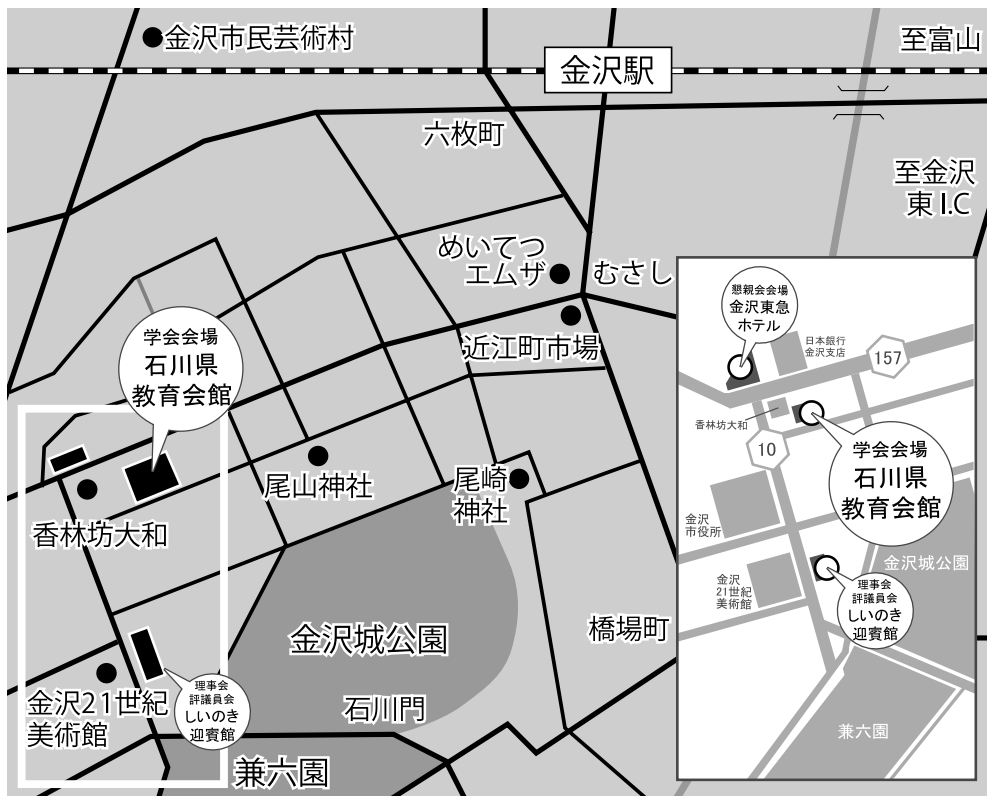 金沢市民芸術村
金沢駅
至富山
六枚町
至金沢
東 I.C
めいてつ
エムザ
むさし
近江町市場
学会会場
石川県
教育会館
尾山神社
尾崎
神社
香林坊大和
金沢城公園
橋場町
石川門
金沢21世紀
美術館
理事会
評議員会
しいのき
迎賓館
兼六園
懇親会会場
金沢東急
ホテル
日本銀行
金沢支店
157
香林坊大和
10
学会会場
石川県
教育会館
金沢
市役所
金沢城公園
金沢
21世紀
美術館
理事会
評議員会
しいのき
迎賓館
兼六園